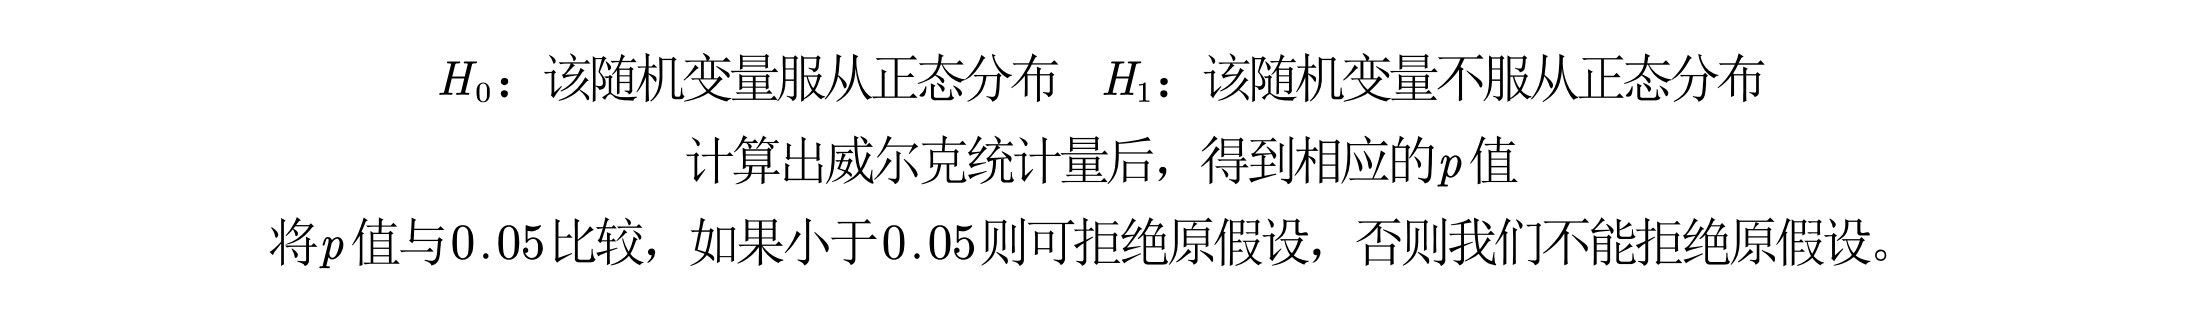 H₀：该随机变量服从正态分布 H₁：该随机变量不服从正态分布
计算出威尔克统计量后，得到相应的p值
将p值与0.05比较，如果小于0.05则可拒绝原假设，否则我们不能拒绝原假设。